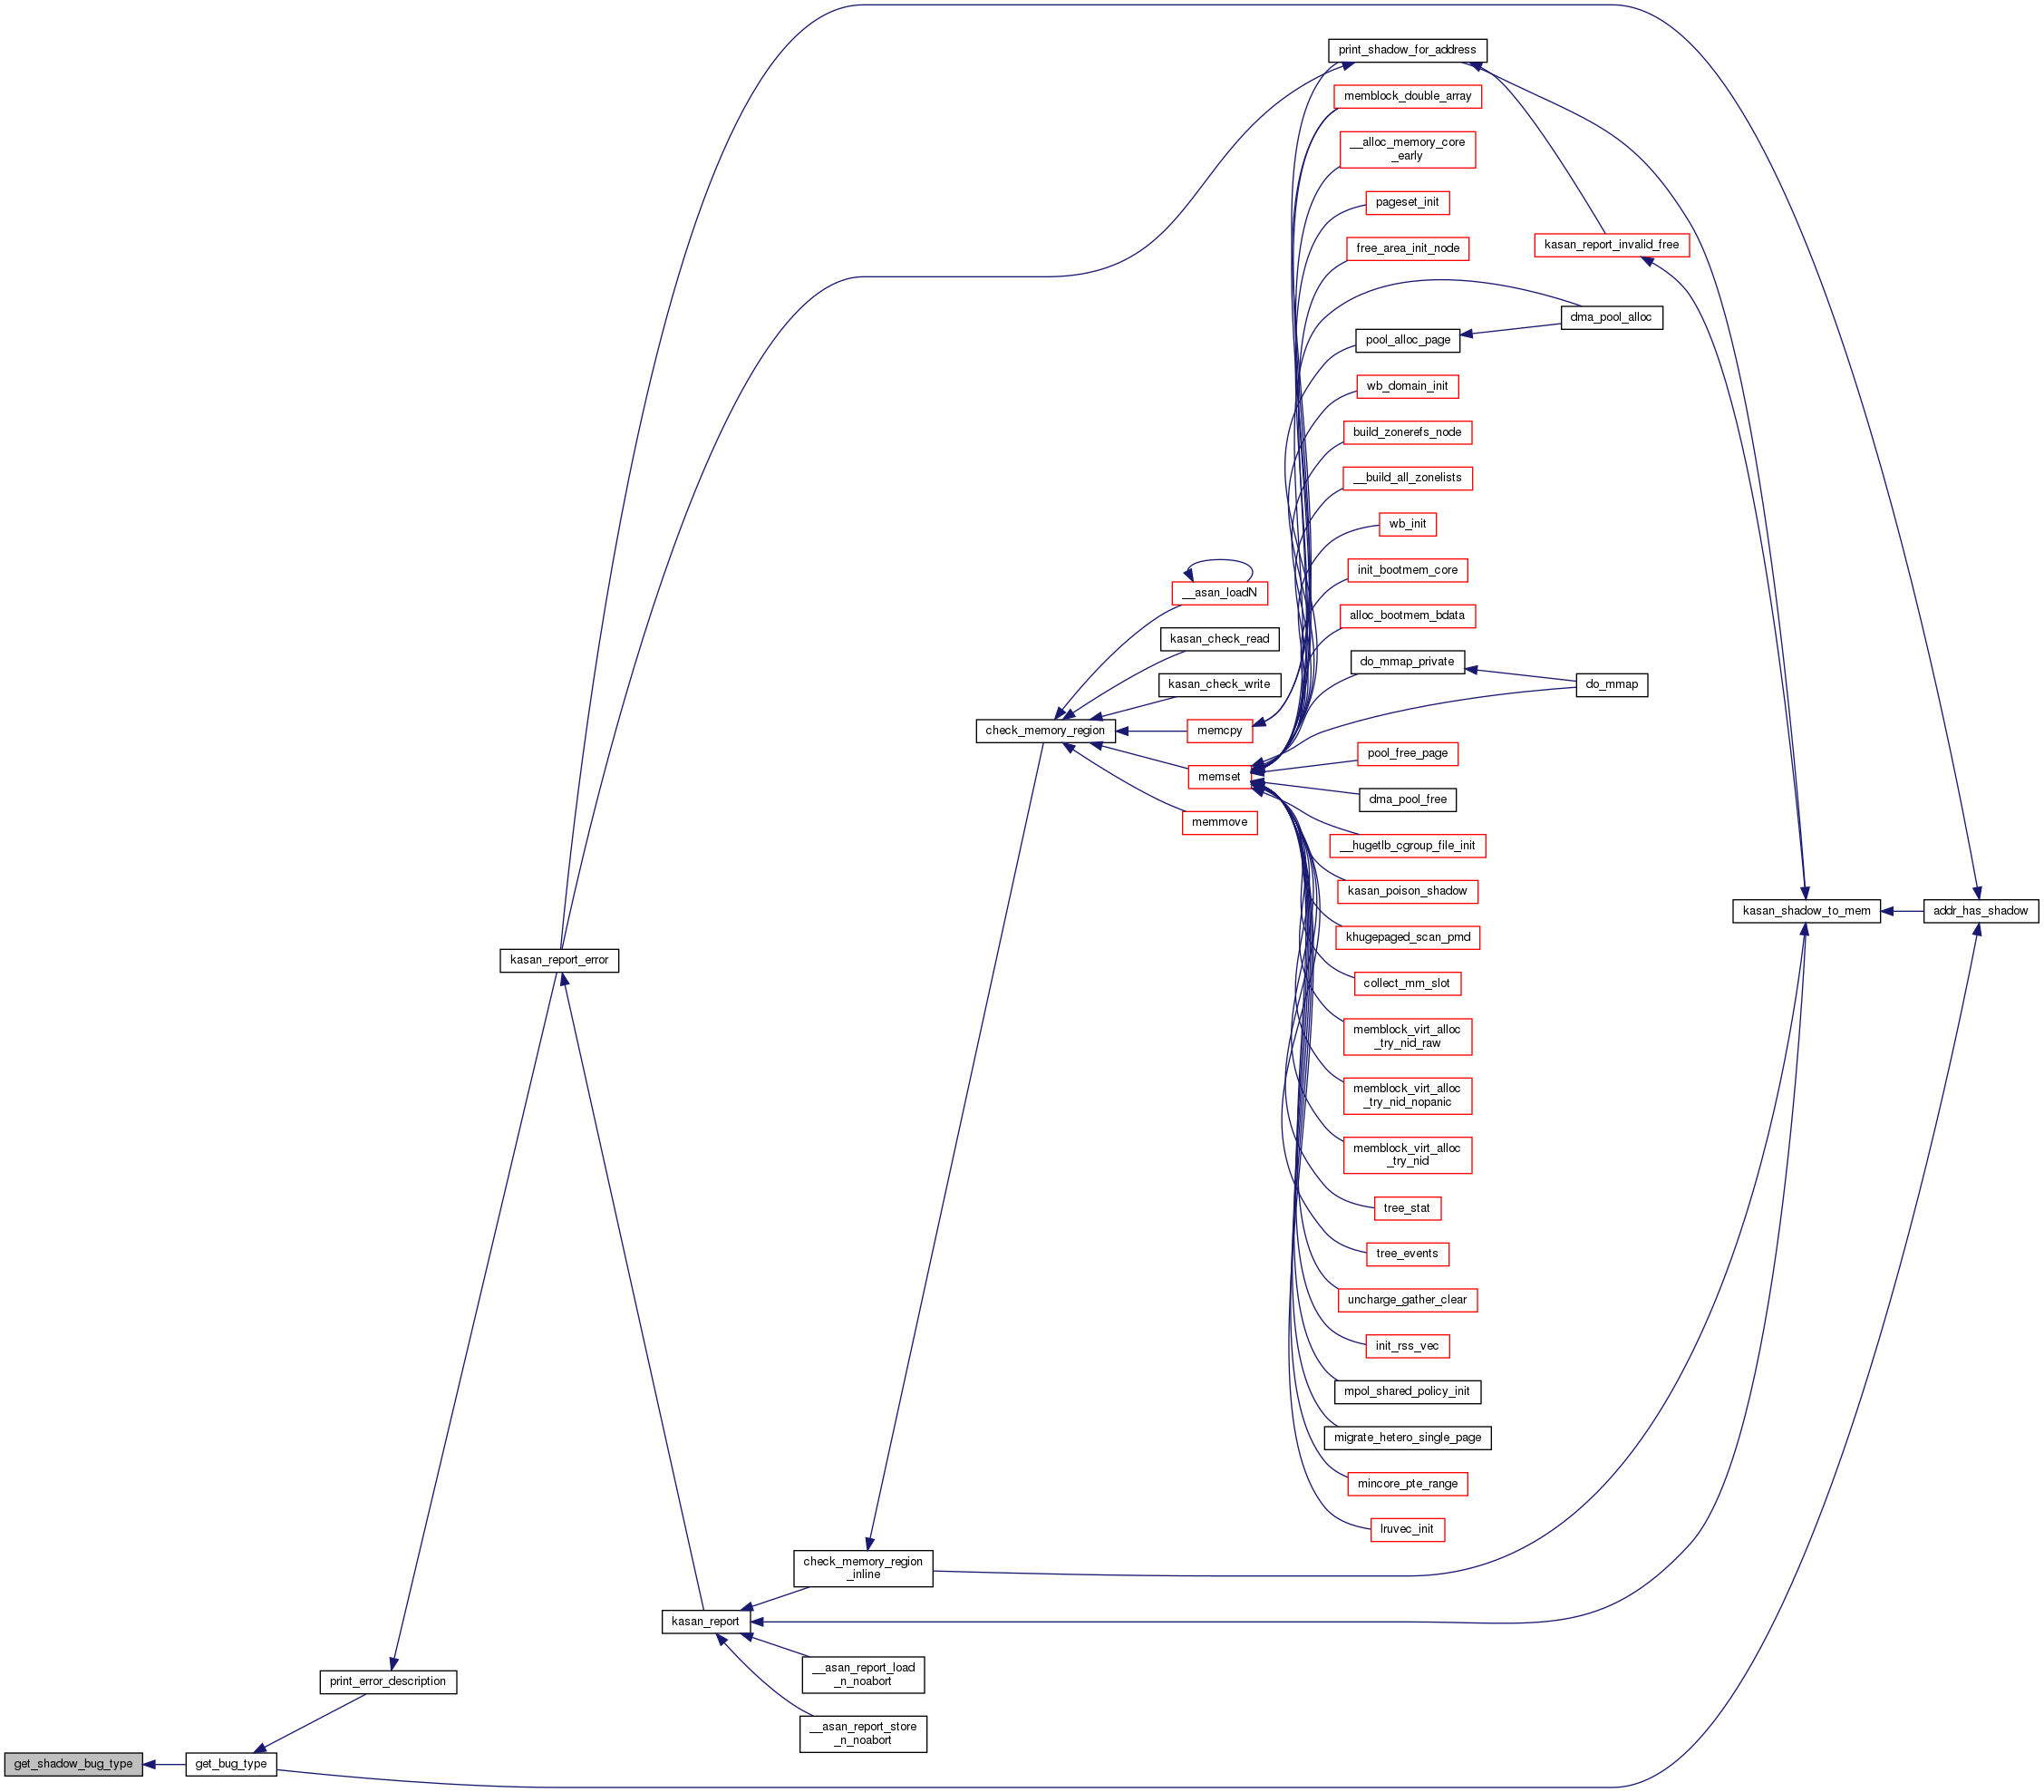 print_shadow_for_address
memblock_double_array
__alloc_memory_core
_early
pageset_init
kasan_report_invalid_free
free_area_init_node
dma_pool_alloc
pool_alloc_page
wb_domain_init
build_zonerefs_node
__build_all_zonelists
wb_init
init_bootmem_core
__asan_loadN
alloc_bootmem_bdata
kasan_check_read
do_mmap_private
kasan_check_write
do_mmap
check_memory_region
memcpy
pool_free_page
memset
dma_pool_free
memmove
__hugetlb_cgroup_file_init
kasan_poison_shadow
kasan_shadow_to_mem
addr_has_shadow
khugepaged_scan_pmd
kasan_report_error
collect_mm_slot
memblock_virt_alloc
_try_nid_raw
memblock_virt_alloc
_try_nid_nopanic
memblock_virt_alloc
_try_nid
tree_stat
tree_events
uncharge_gather_clear
init_rss_vec
mpol_shared_policy_init
migrate_hetero_single_page
mincore_pte_range
lruvec_init
check_memory_region
_inline
kasan_report
__asan_report_load
_n_noabort
print_error_description
__asan_report_store
_n_noabort
get_shadow_bug_type
get_bug_type